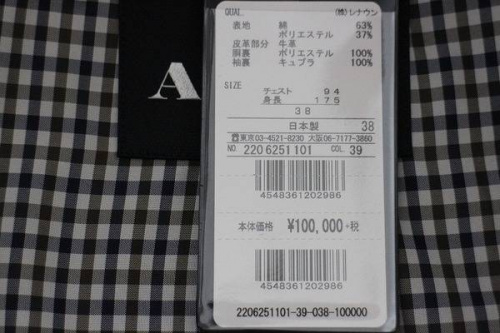 A
QUAL. (株)レナウン
表地 綿 63%
ポリエステル 37%
皮革部分 牛革
胴裏 ポリエステル 100%
袖裏 キュプラ 100%
SIZE
チェスト 94
身長 175
38
日本製 38
☎東京03-4521-8230 大阪06-7177-3860
NO 2206251101 COL. 39
4548361202986
本体価格 ¥100,000+税
4548361202986
2206251101-39-038-100000